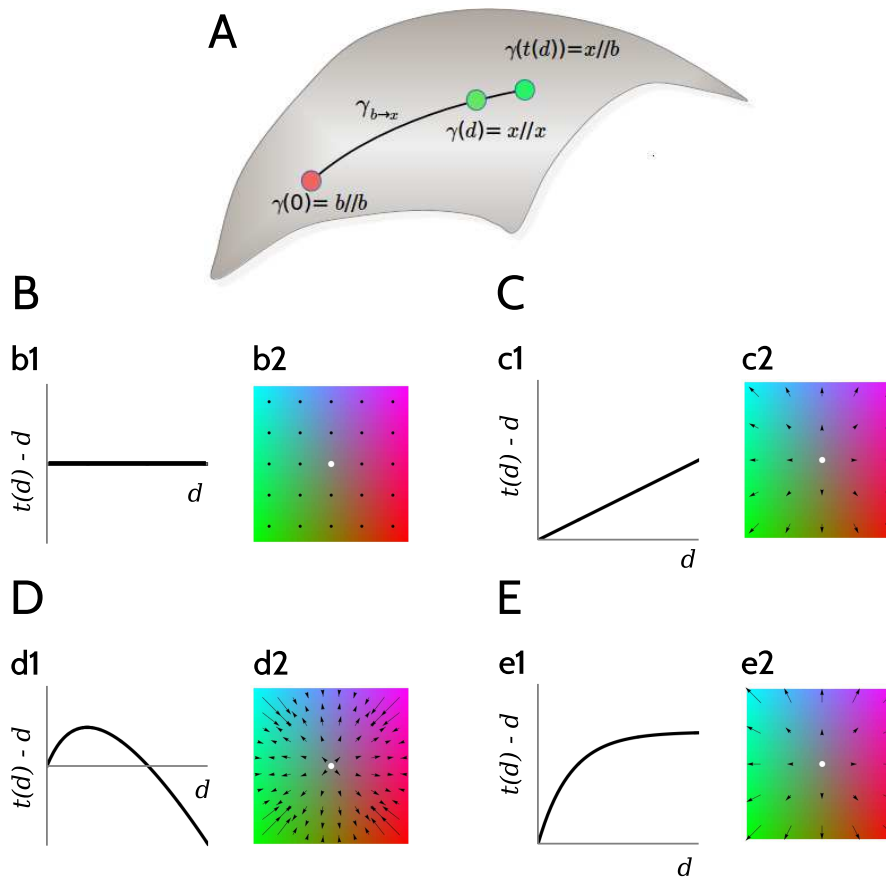 A
γ(t(d))=x//b
γ_{b→x}
γ(d)= x//x
γ(0)= b//b
B
C
b1
b2
c1
c2
t(d) - d
d
t(d) - d
d
D
E
d1
d2
e1
e2
t(d) - d
d
t(d) - d
d